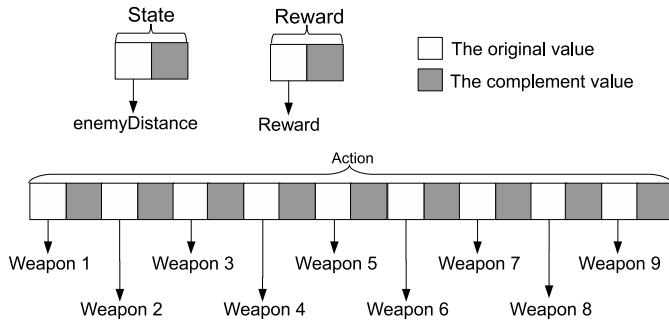 State
Reward
The original value
The complement value
enemyDistance
Reward
Action
Weapon 1
Weapon 3
Weapon 5
Weapon 7
Weapon 9
Weapon 2
Weapon 4
Weapon 6
Weapon 8